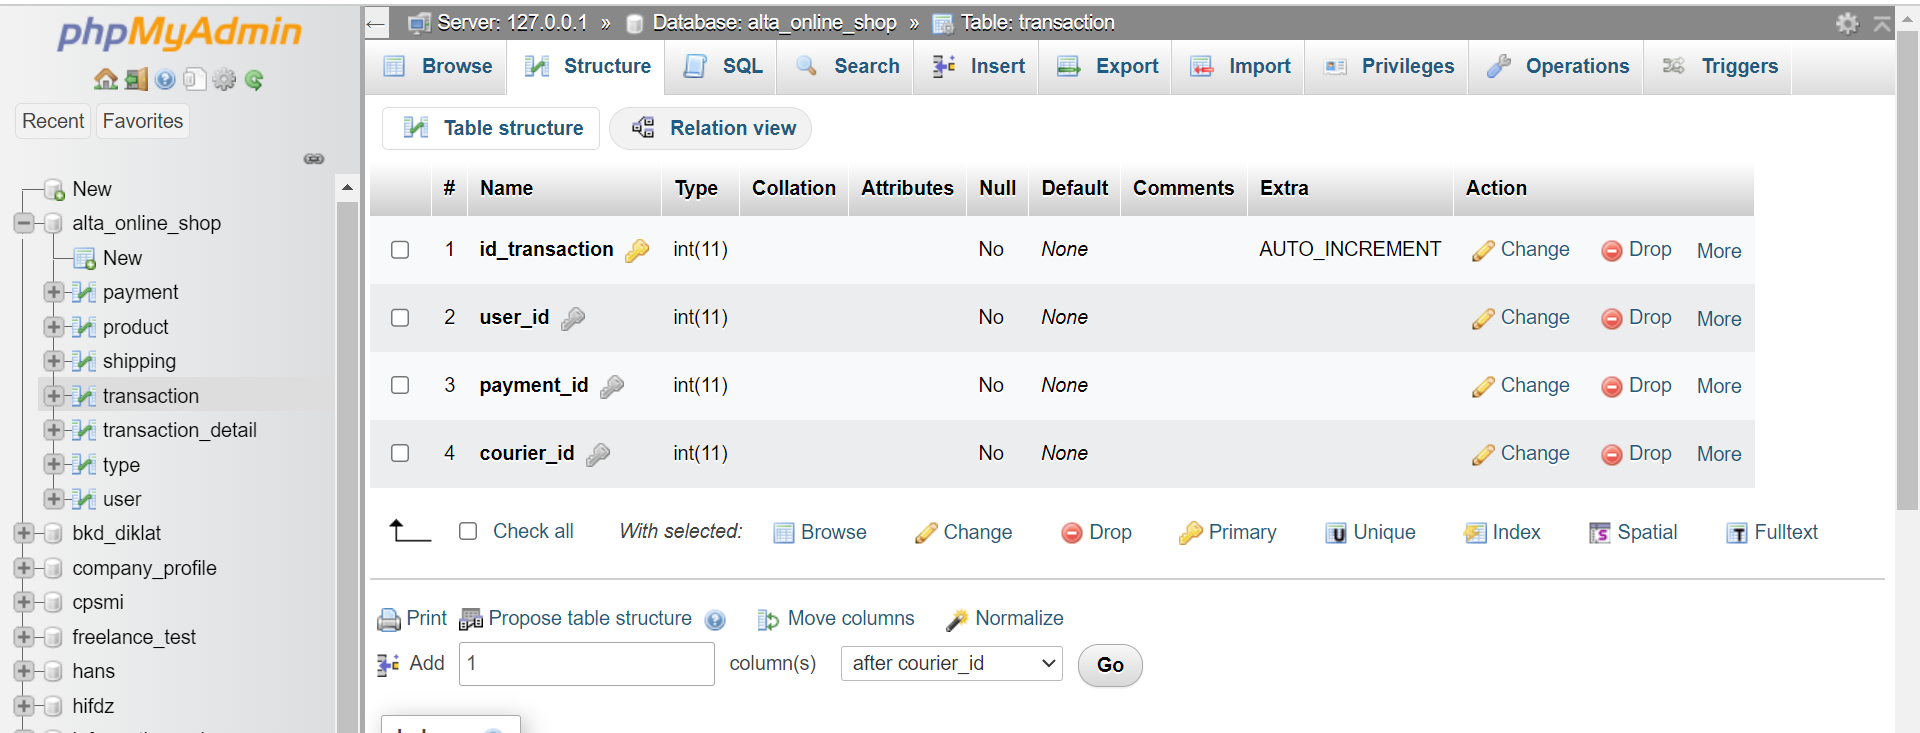 phpMyAdmin
Recent Favorites
New
alta_online_shop
New
payment
product
shipping
transaction
transaction_detail
type
user
bkd_diklat
company_profile
cpsmi
freelance_test
hans
hifdz
Server: 127.0.0.1 » Database: alta_online_shop » Table: transaction
Browse Structure SQL Search Insert Export Import Privileges Operations Triggers
Table structure Relation view
# Name Type Collation Attributes Null Default Comments Extra Action
1 id_transaction int(11) No None AUTO_INCREMENT Change Drop More
2 user_id int(11) No None Change Drop More
3 payment_id int(11) No None Change Drop More
4 courier_id int(11) No None Change Drop More
Check all With selected: Browse Change Drop Primary Unique Index Spatial Fulltext
Print Propose table structure Move columns Normalize
Add 1 column(s) after courier_id Go